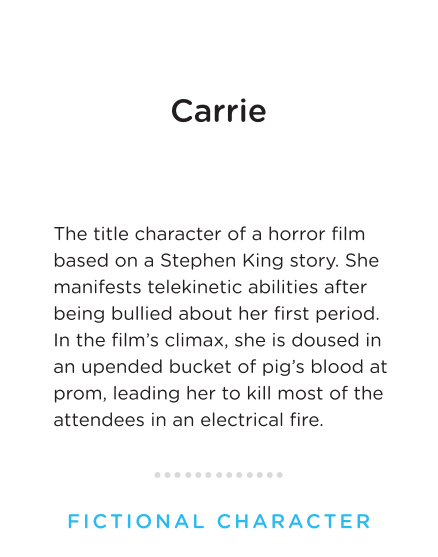 Carrie
The title character of a horror film
based on a Stephen King story. She
manifests telekinetic abilities after
being bullied about her first period.
In the film’s climax, she is doused in
an upended bucket of pig’s blood at
prom, leading her to kill most of the
attendees in an electrical fire.
FICTIONAL CHARACTER